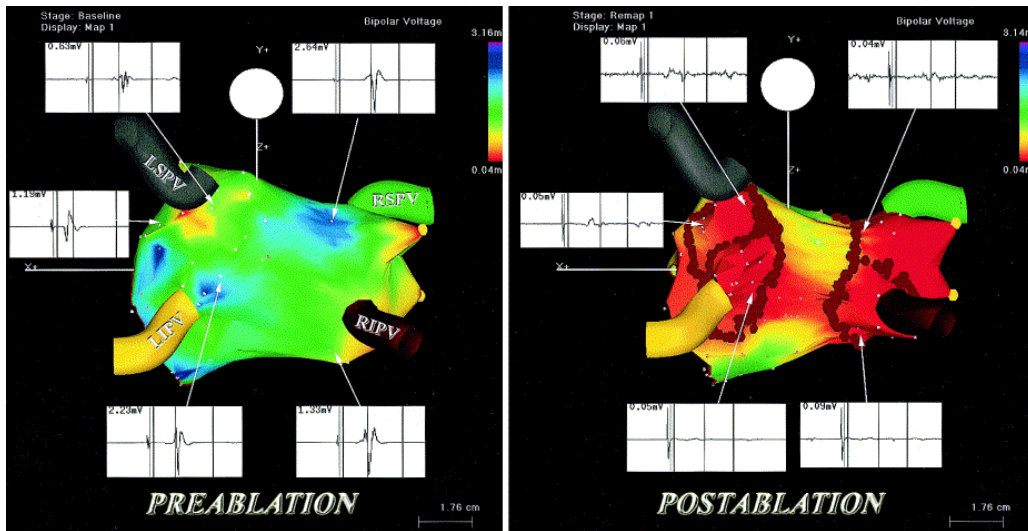 Stage: Baseline
Display: Map 1
Bipolar Voltage
3.16m
0.63mV
2.64mV
Y+
Z+
LSPV
RSPV
0.04mV
1.19mV
X+
LIPV
RIPV
2.23mV
1.33mV
PREABLATION
1.76 cm
Stage: Remap 1
Display: Map 1
Bipolar Voltage
3.14m
0.06mV
0.04mV
Y+
Z+
0.04m
0.05mV
X+
0.05mV
0.09mV
POSTABLATION
1.76 cm